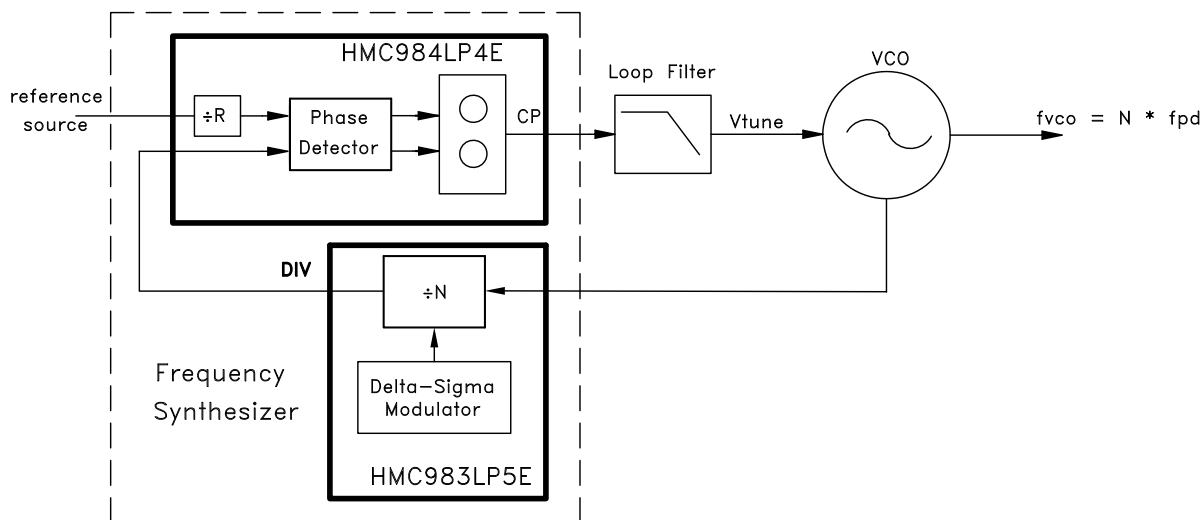 HMC984LP4E
reference
source
÷R
Phase
Detector
CP
Loop Filter
Vtune
VCO
fvco = N * fpd
DIV
÷N
Delta-Sigma
Modulator
HMC983LP5E
Frequency
Synthesizer